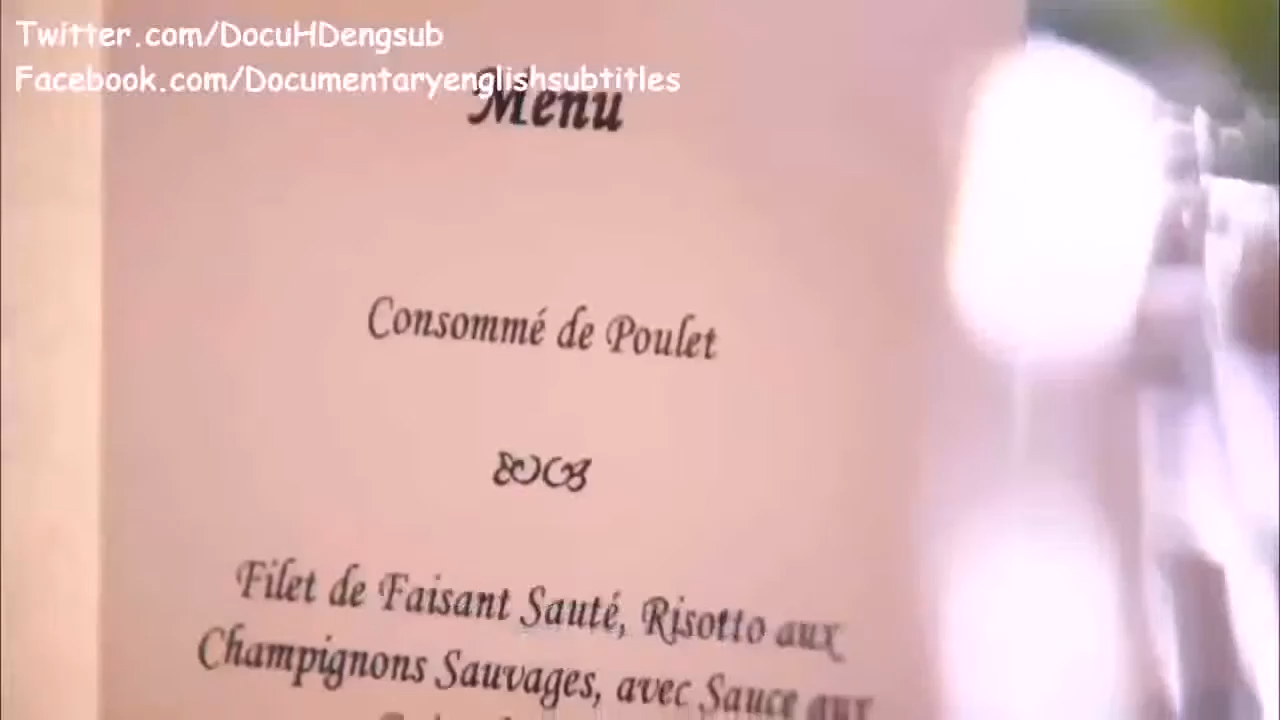 Twitter.com/DocuHDengsub
Facebook.com/Documentaryenglishsubtitles
Menu
Consommé de Poulet
Filet de Faisant Sauté, Risotto aux
Champignons Sauvages, avec Sauce aux